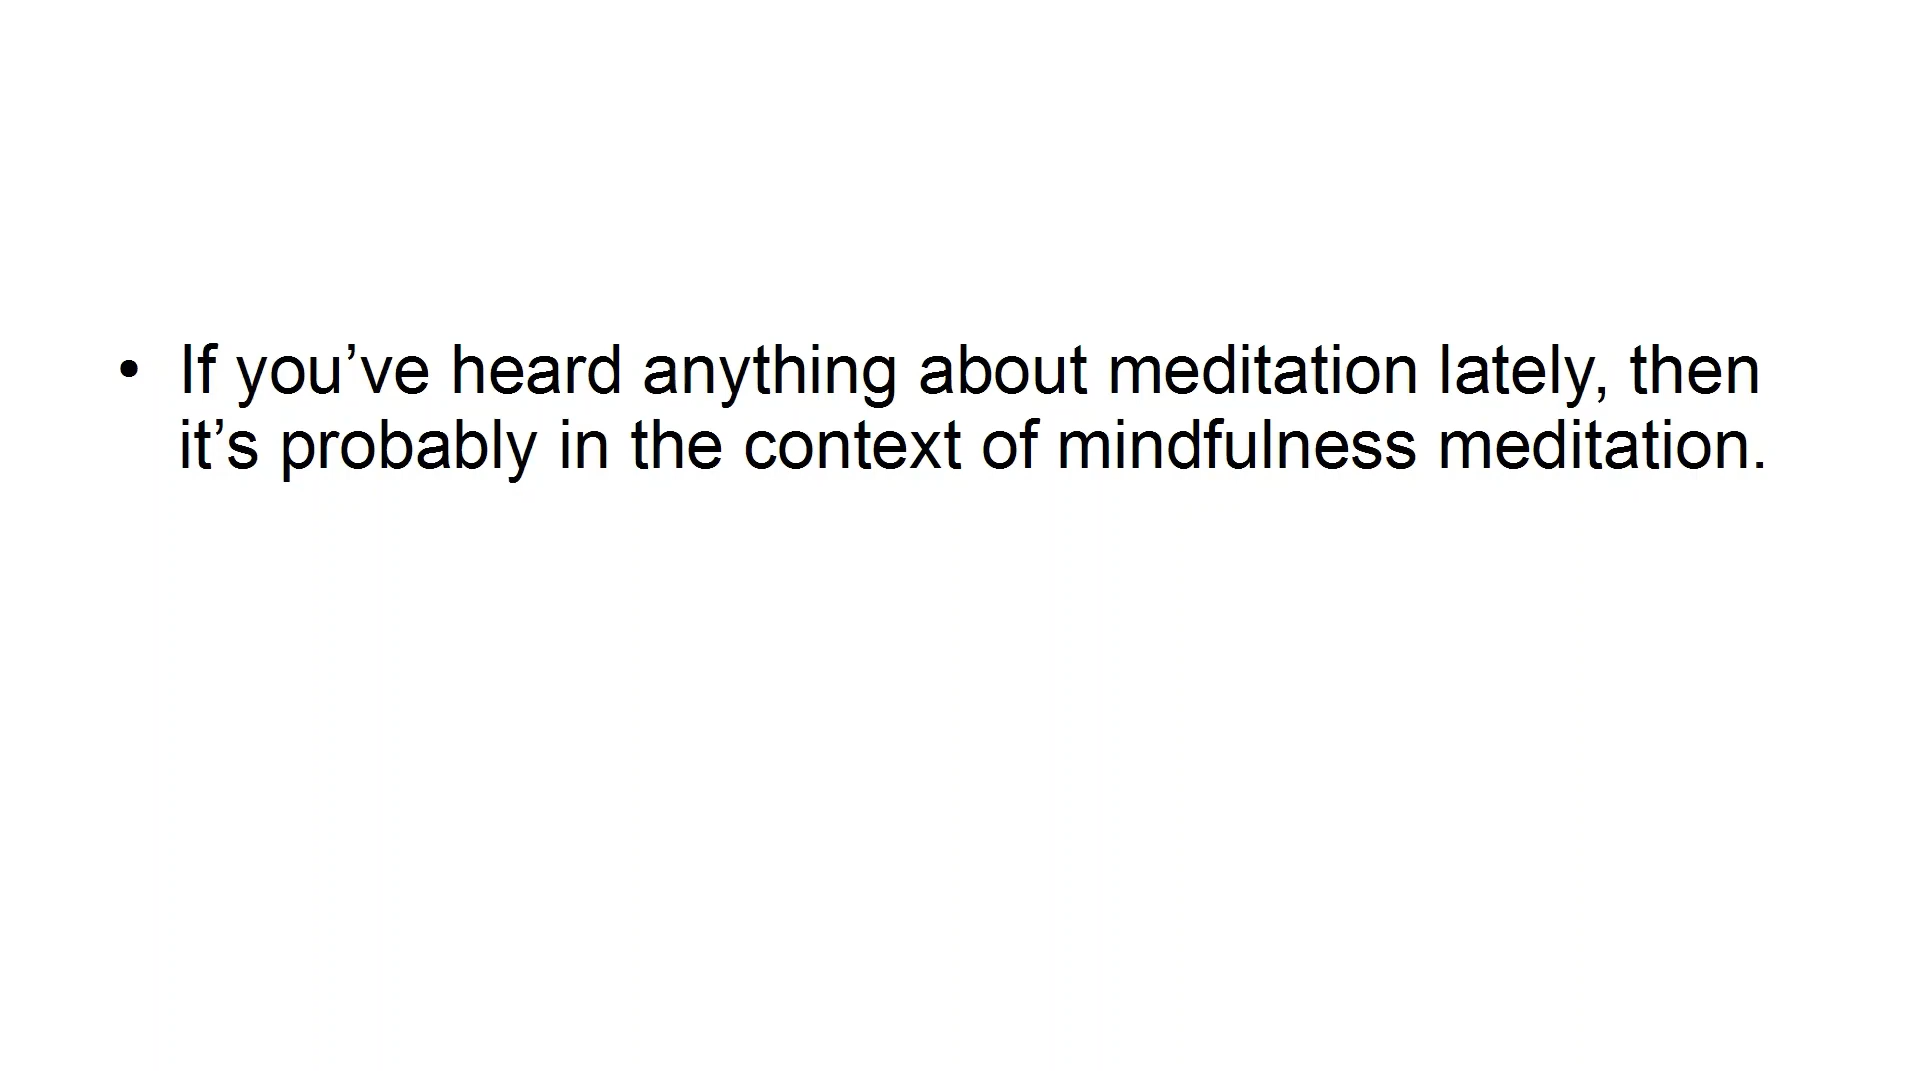 • If you’ve heard anything about meditation lately, then
it’s probably in the context of mindfulness meditation.